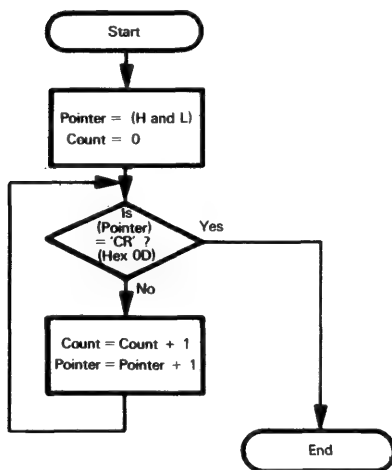 Start
Pointer = (H and L)
Count = 0
Is
(Pointer)
= 'CR' ?
(Hex 0D)
Yes
No
Count = Count + 1
Pointer = Pointer + 1
End